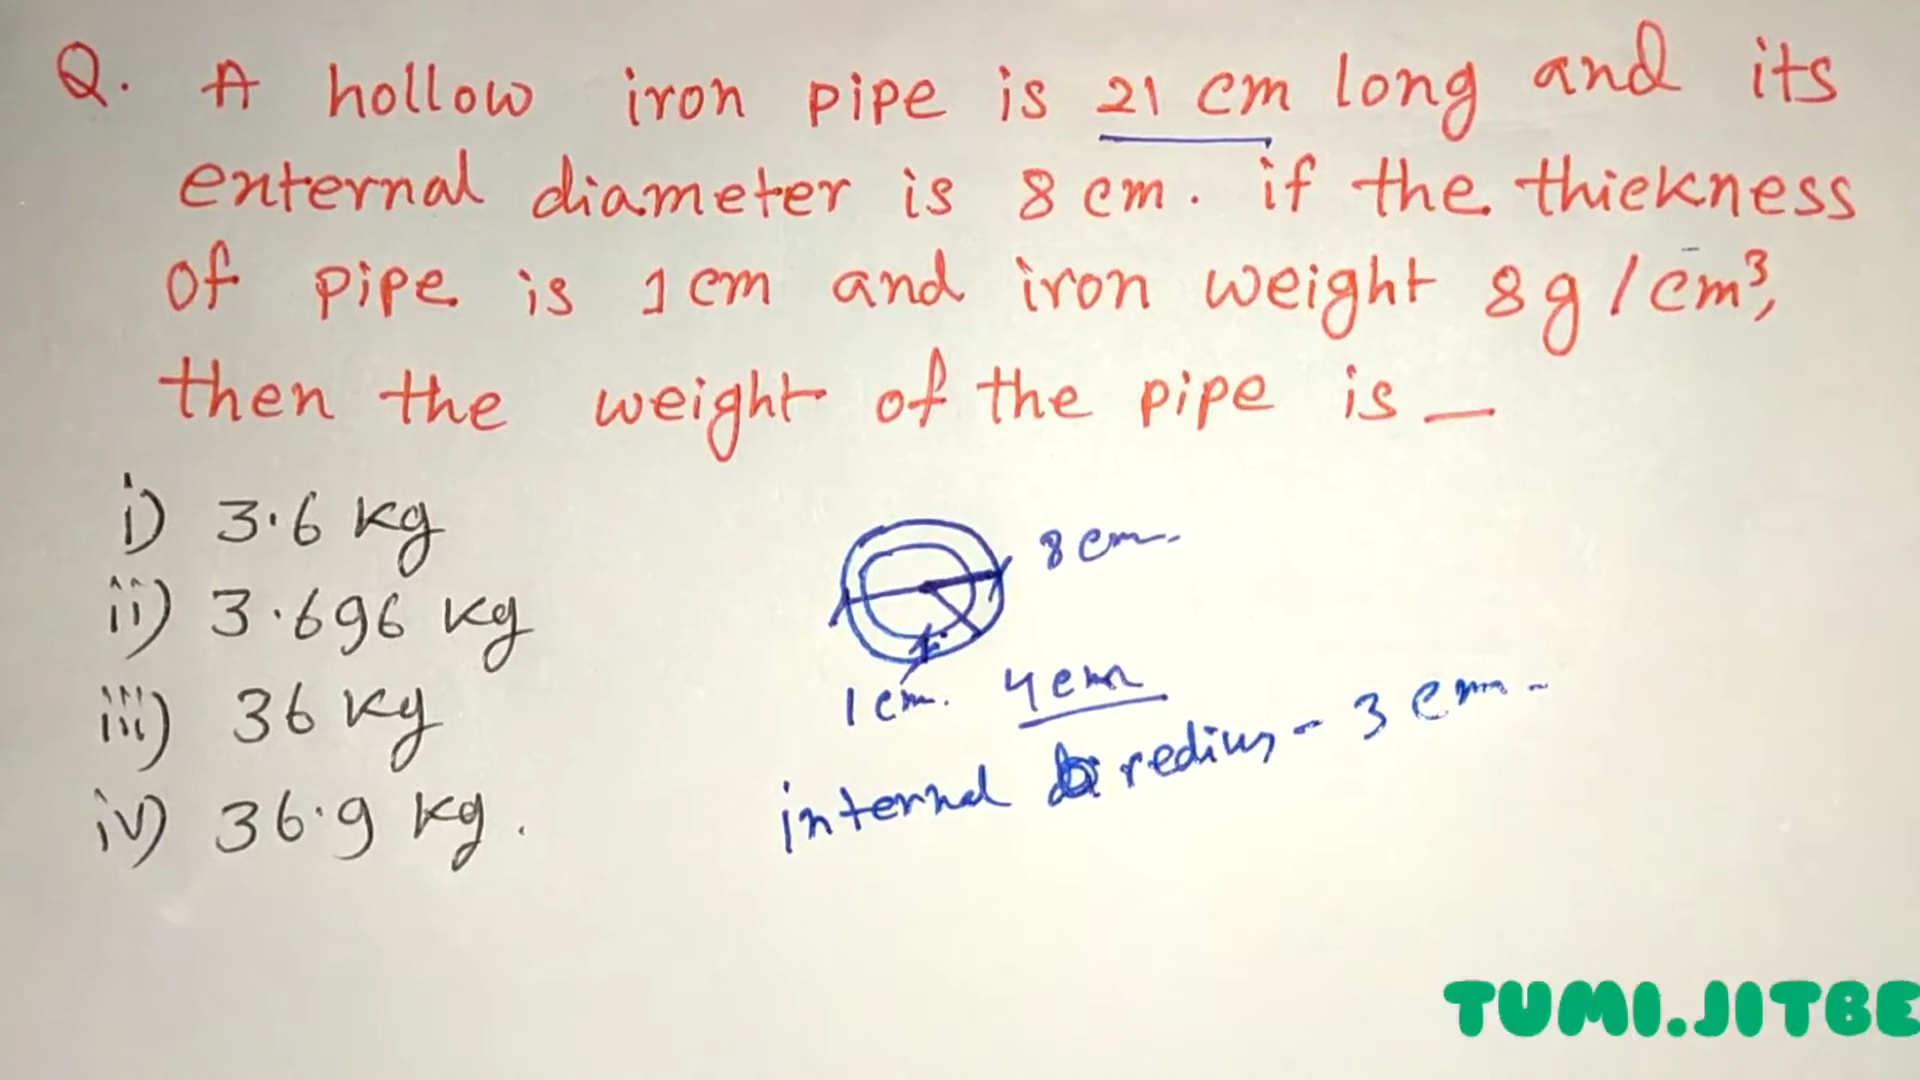 Q. A hollow iron pipe is 21 cm long and its
external diameter is 8 cm. if the thickness
of pipe is 1 cm and iron weight 8g/cm³,
then the weight of the pipe is —
i) 3.6 kg
ii) 3.696 kg
iii) 36 kg
iv) 36.9 kg.
8 cm.
1 cm. 4 cm
internal redius - 3 cm.
TUMI.JITBE